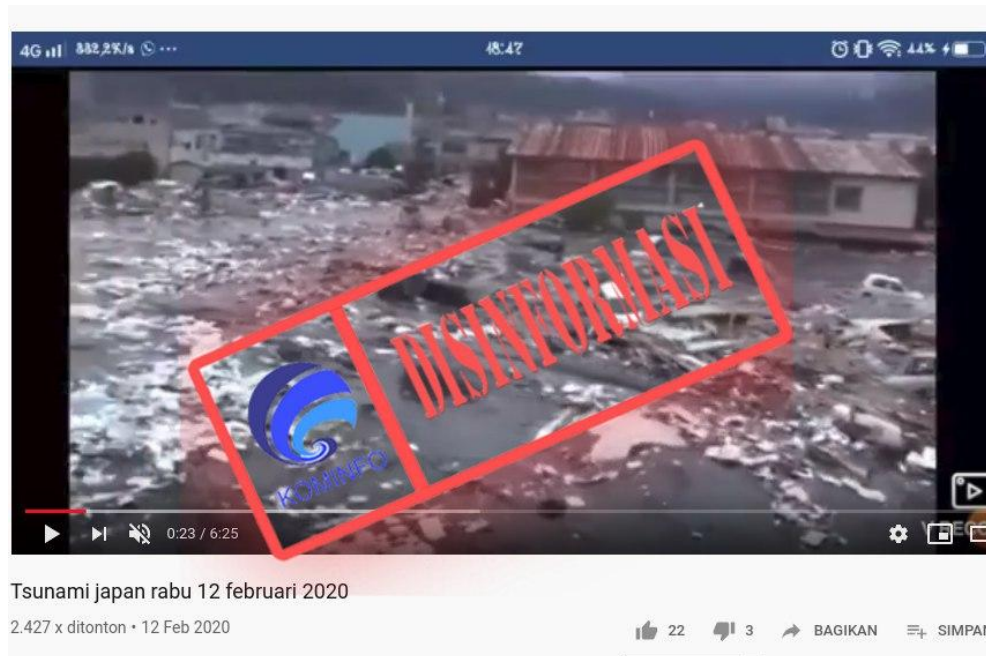 4G 332,2K/s ... 18:47 44%
DISINFORMASI
KOMINFO
0:23 / 6:25
Tsunami japan rabu 12 februari 2020
2.427 x ditonton • 12 Feb 2020 22 3 BAGIKAN SIMPAN